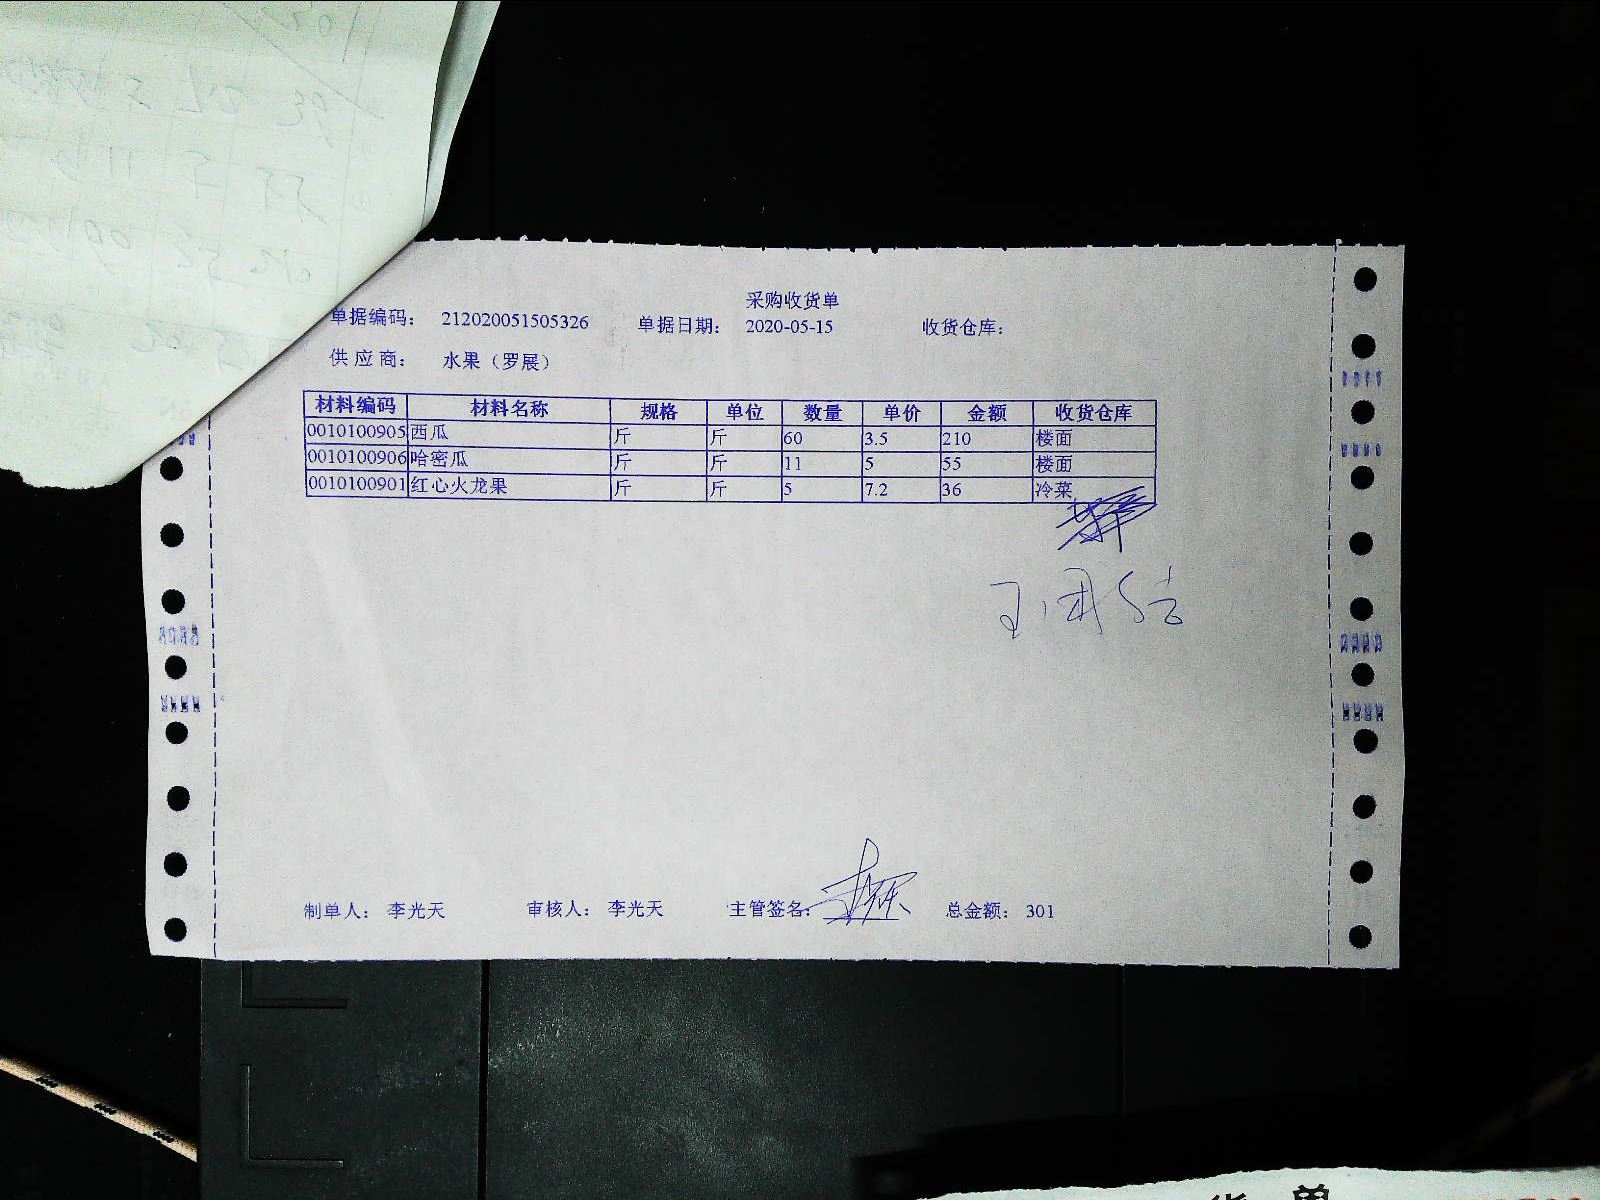 采购收货单
单据编码： 212020051505326 单据日期： 2020-05-15 收货仓库：
供应商： 水果（罗展）
材料编码 材料名称 规格 单位 数量 单价 金额 收货仓库
0010100905 西瓜 斤 斤 60 3.5 210 楼面
0010100906 哈密瓜 斤 斤 11 5 55 楼面
0010100901 红心火龙果 斤 斤 5 7.2 36 冷菜
制单人： 李光天 审核人： 李光天 主管签名： 总金额： 301